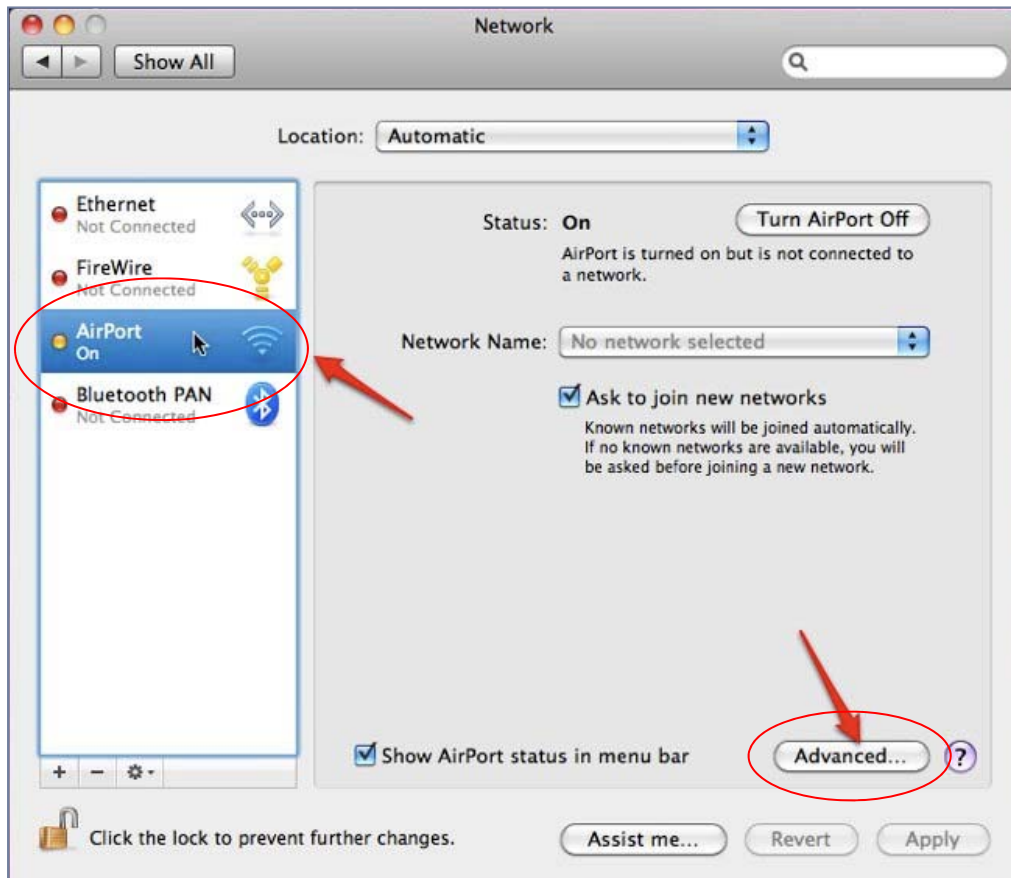 Network
Show All
Location: Automatic
Ethernet
Not Connected
FireWire
Not Connected
AirPort
On
Bluetooth PAN
Not Connected
Status: On
Turn AirPort Off
AirPort is turned on but is not connected to
a network.
Network Name: No network selected
Ask to join new networks
Known networks will be joined automatically.
If no known networks are available, you will
be asked before joining a new network.
Show AirPort status in menu bar
Advanced...
?
Click the lock to prevent further changes.
Assist me...
Revert
Apply